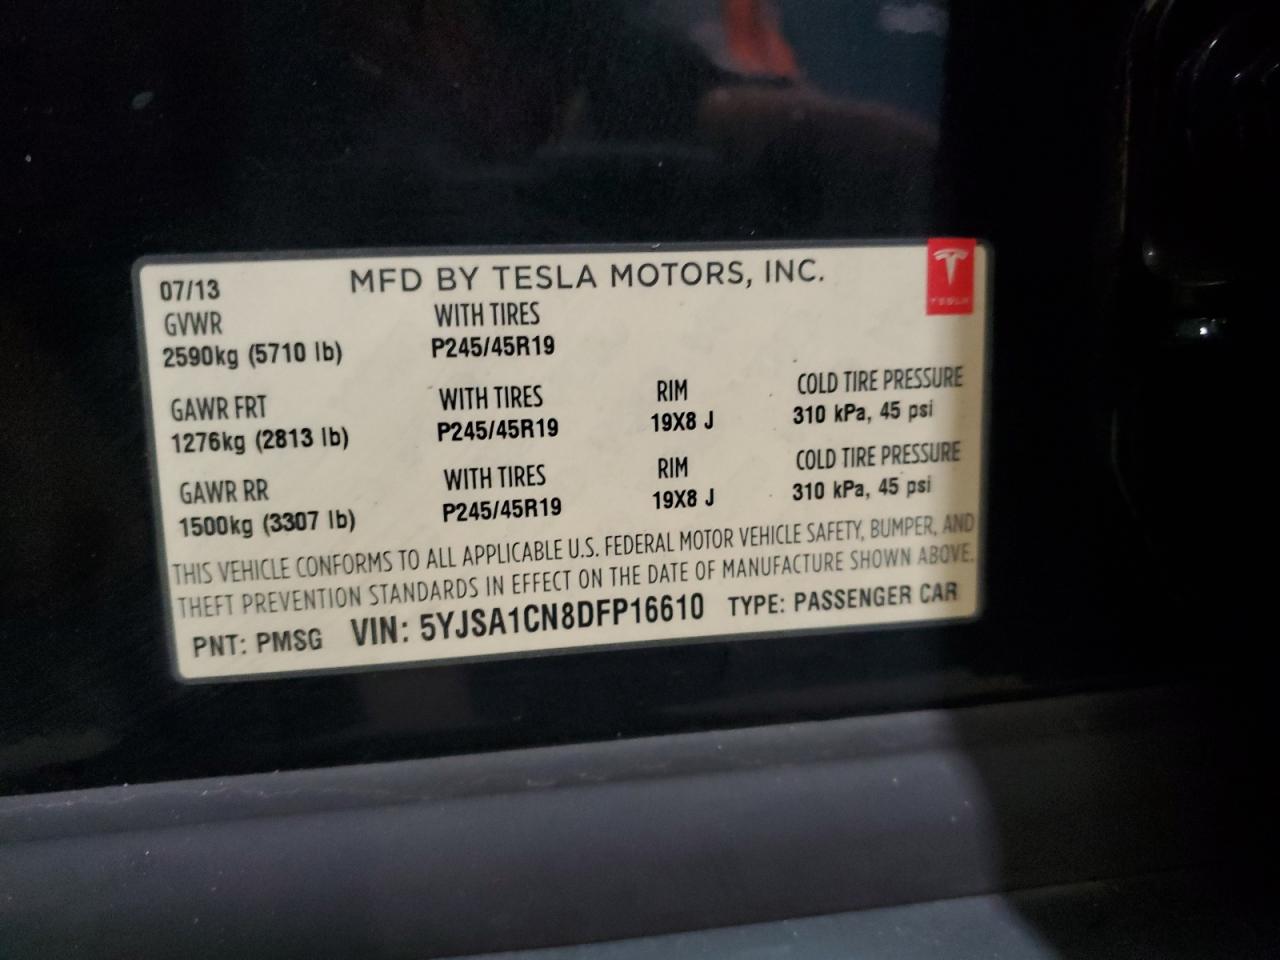 07/13 MFD BY TESLA MOTORS, INC.
TESLA
GVWR WITH TIRES
2590kg (5710 lb) P245/45R19
GAWR FRT WITH TIRES RIM COLD TIRE PRESSURE
1276kg (2813 lb) P245/45R19 19X8 J 310 kPa, 45 psi
GAWR RR WITH TIRES RIM COLD TIRE PRESSURE
1500kg (3307 lb) P245/45R19 19X8 J 310 kPa, 45 psi
THIS VEHICLE CONFORMS TO ALL APPLICABLE U.S. FEDERAL MOTOR VEHICLE SAFETY, BUMPER, AND
THEFT PREVENTION STANDARDS IN EFFECT ON THE DATE OF MANUFACTURE SHOWN ABOVE.
PNT: PMSG VIN: 5YJSA1CN8DFP16610 TYPE: PASSENGER CAR